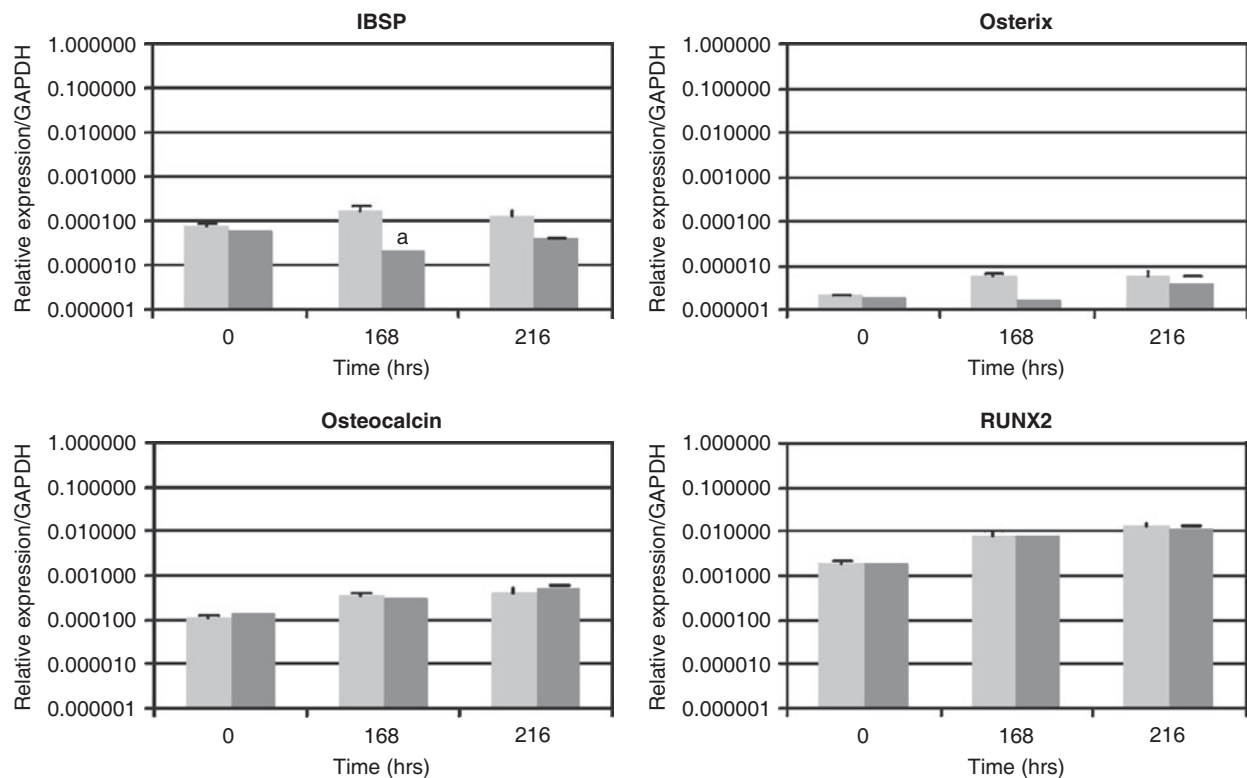 IBSP
Relative expression/GAPDH
1.000000
0.100000
0.010000
0.001000
0.000100
0.000010
0.000001
a
0 168 216
Time (hrs)
Osterix
Relative expression/GAPDH
1.000000
0.100000
0.010000
0.001000
0.000100
0.000010
0.000001
0 168 216
Time (hrs)
Osteocalcin
Relative expression/GAPDH
1.000000
0.100000
0.010000
0.001000
0.000100
0.000010
0.000001
0 168 216
Time (hrs)
RUNX2
Relative expression/GAPDH
1.000000
0.100000
0.010000
0.001000
0.000100
0.000010
0.000001
0 168 216
Time (hrs)